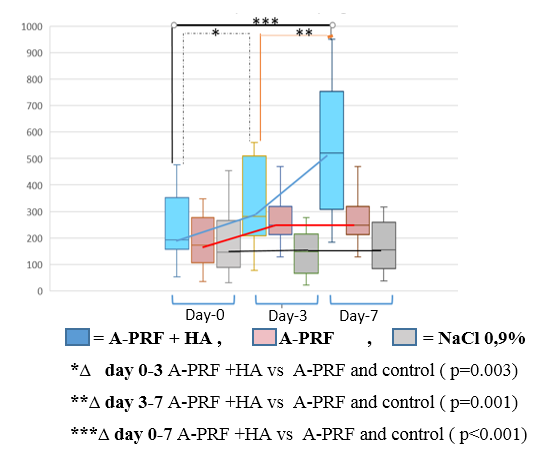 ***
1000
* **
900
800
700
600
500
400
300
200
100
0
Day-0 Day-3 Day-7
= A-PRF + HA , A-PRF , = NaCl 0,9%
*Δ day 0-3 A-PRF +HA vs A-PRF and control ( p=0.003)
**Δ day 3-7 A-PRF +HA vs A-PRF and control ( p=0.001)
***Δ day 0-7 A-PRF +HA vs A-PRF and control ( p<0.001)